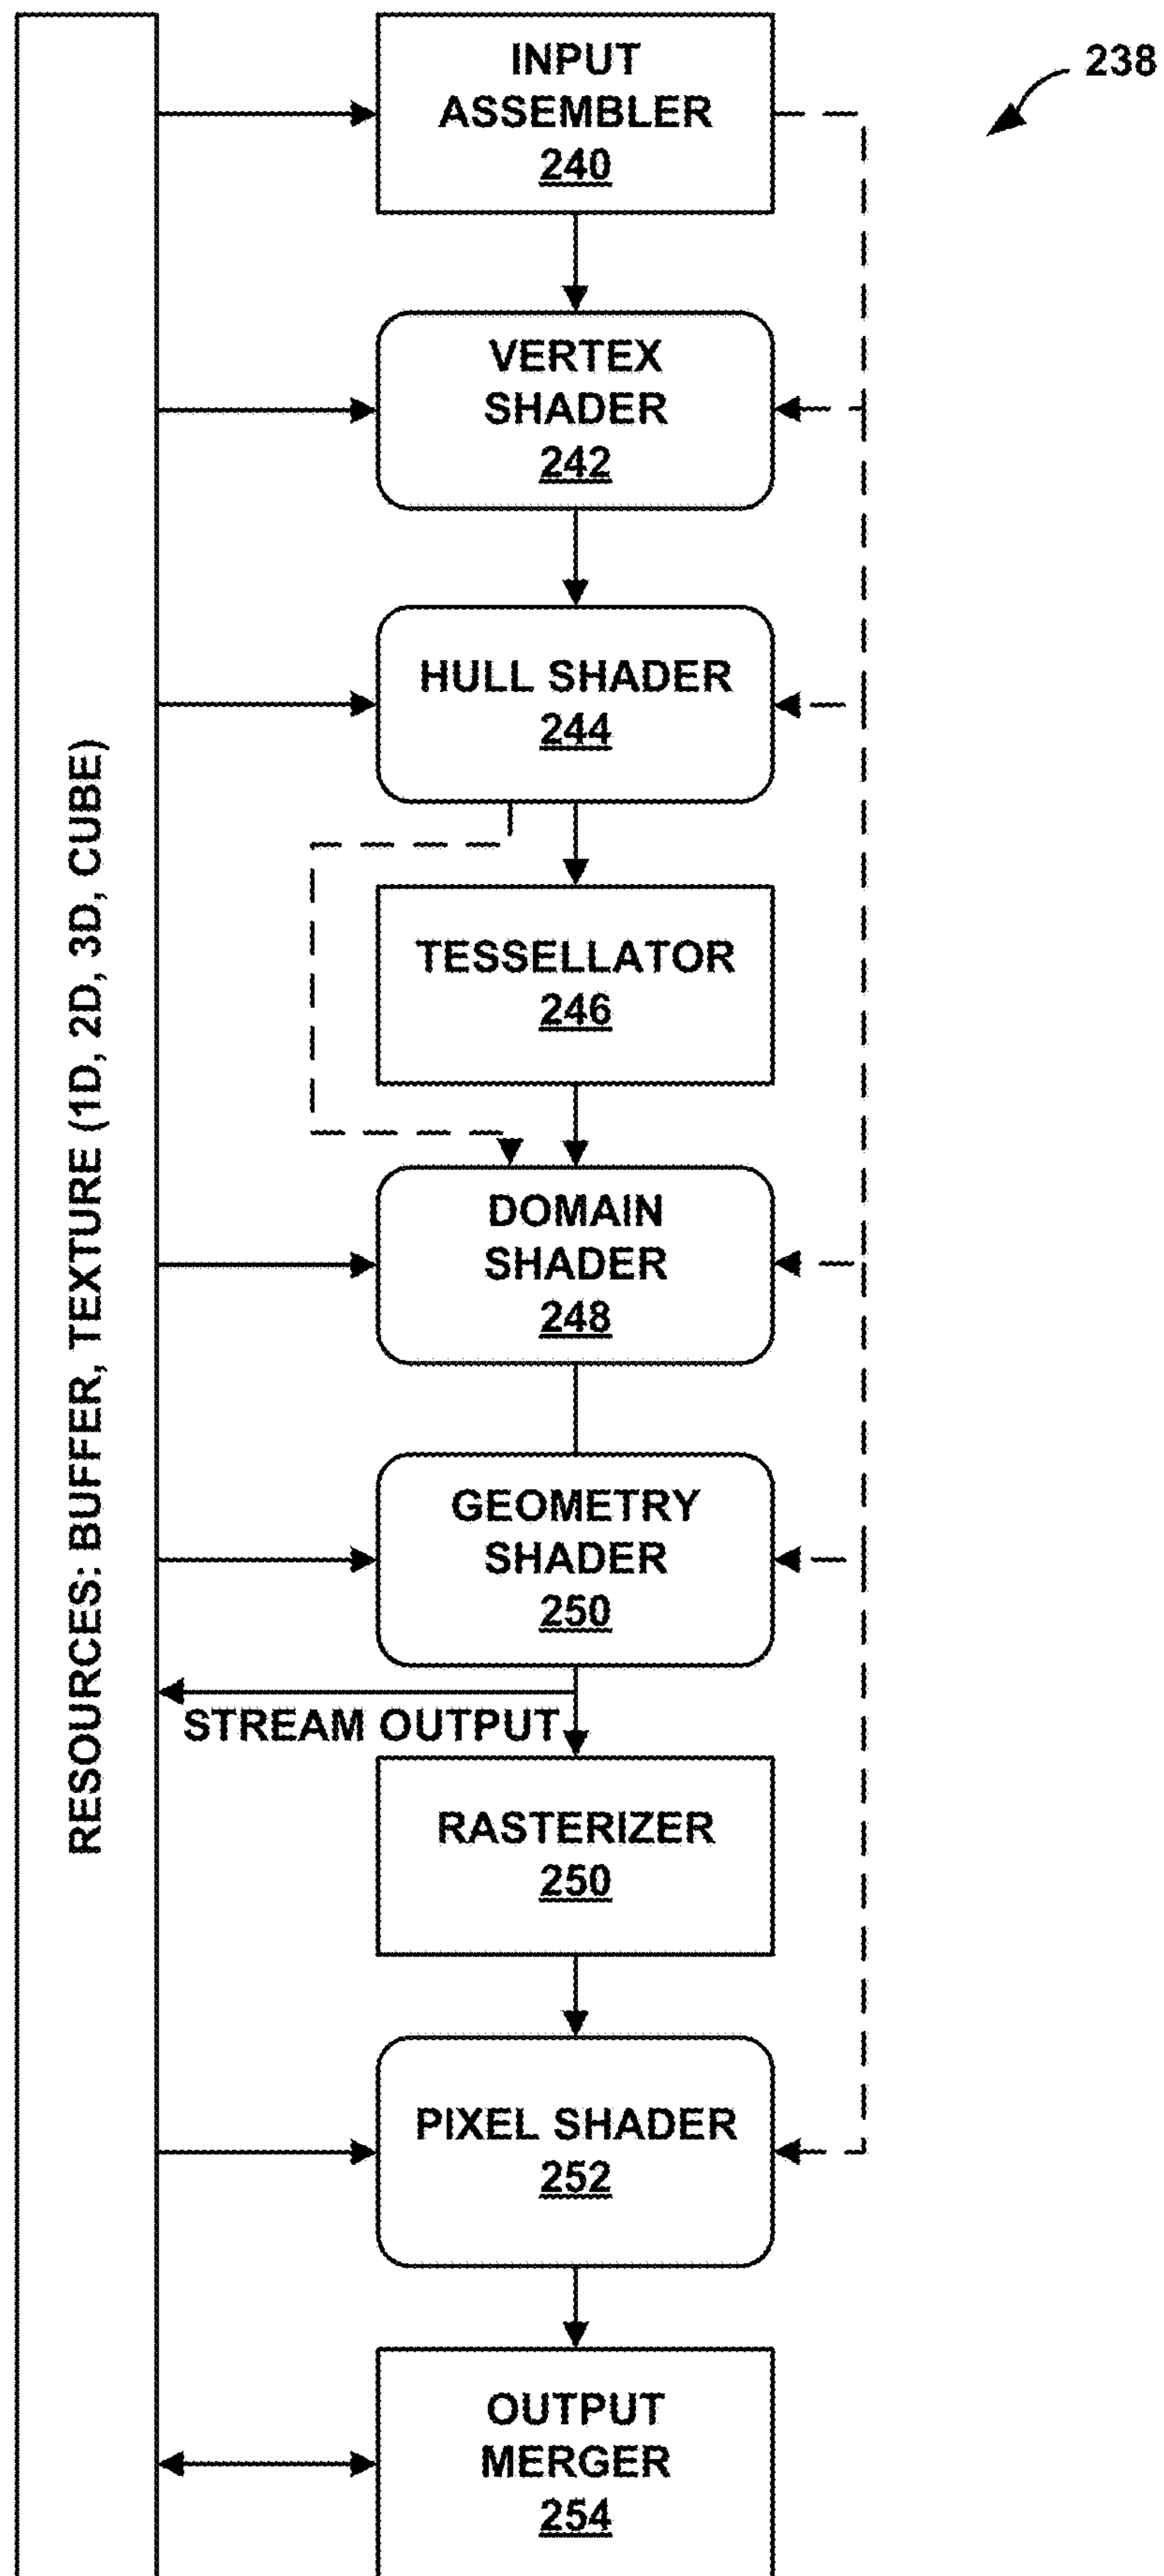 INPUT
ASSEMBLER
240
238
VERTEX
SHADER
242
HULL SHADER
244
TESSELLATOR
246
DOMAIN
SHADER
248
GEOMETRY
SHADER
250
STREAM OUTPUT
RASTERIZER
250
PIXEL SHADER
252
OUTPUT
MERGER
254
RESOURCES: BUFFER, TEXTURE (1D, 2D, 3D, CUBE)